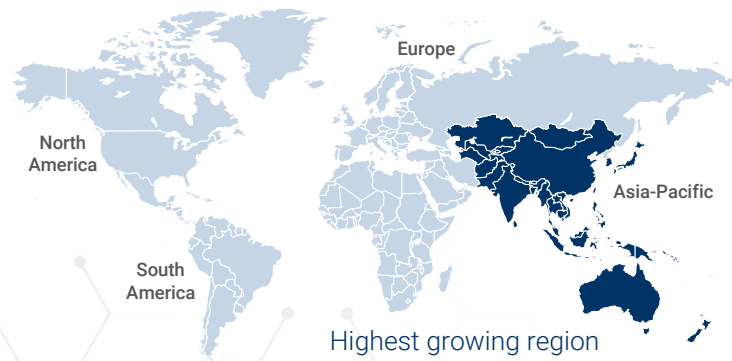 Europe
North
America
Asia-Pacific
South
America
Highest growing region